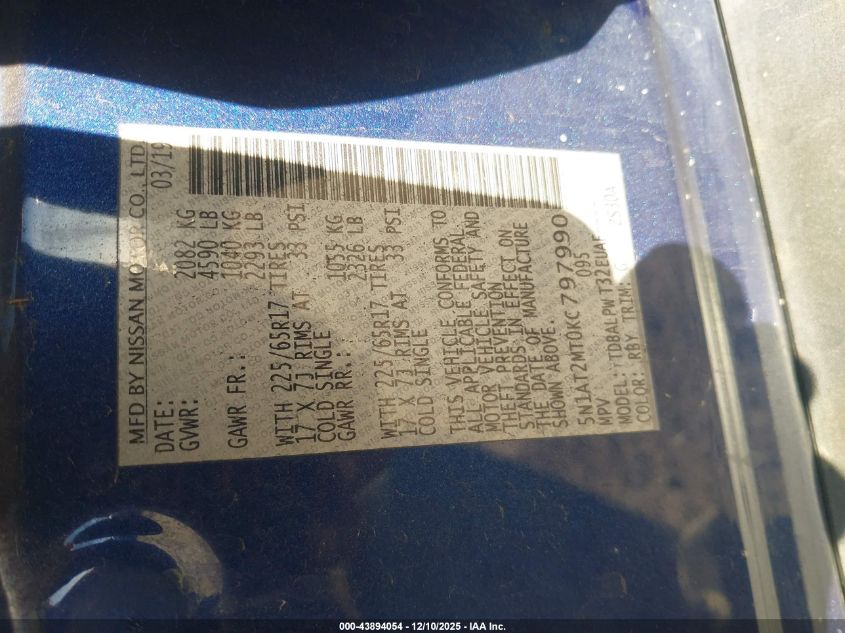 MFD BY NISSAN MOTOR CO., LTD.
DATE: 03/19
GVWR: 2082 KG
4590 LB
GAWR FR.: 1040 KG
2293 LB
WITH 225/65R17 TIRES
17 X 7J RIMS AT 33 PSI
COLD SINGLE
GAWR RR.: 1055 KG
2326 LB
WITH 225/65R17 TIRES
17 X 7J RIMS AT 33 PSI
COLD SINGLE
THIS VEHICLE CONFORMS TO
ALL APPLICABLE FEDERAL
MOTOR VEHICLE SAFETY AND
THEFT PREVENTION
STANDARDS IN EFFECT ON
THE DATE OF MANUFACTURE
SHOWN ABOVE.
5N1AT2MT0KC797990
MPV 095
MODEL: TTDBALPW T32EUAF
COLOR: RBY TRIM:
000-43894054 - 12/10/2025 - IAA Inc.